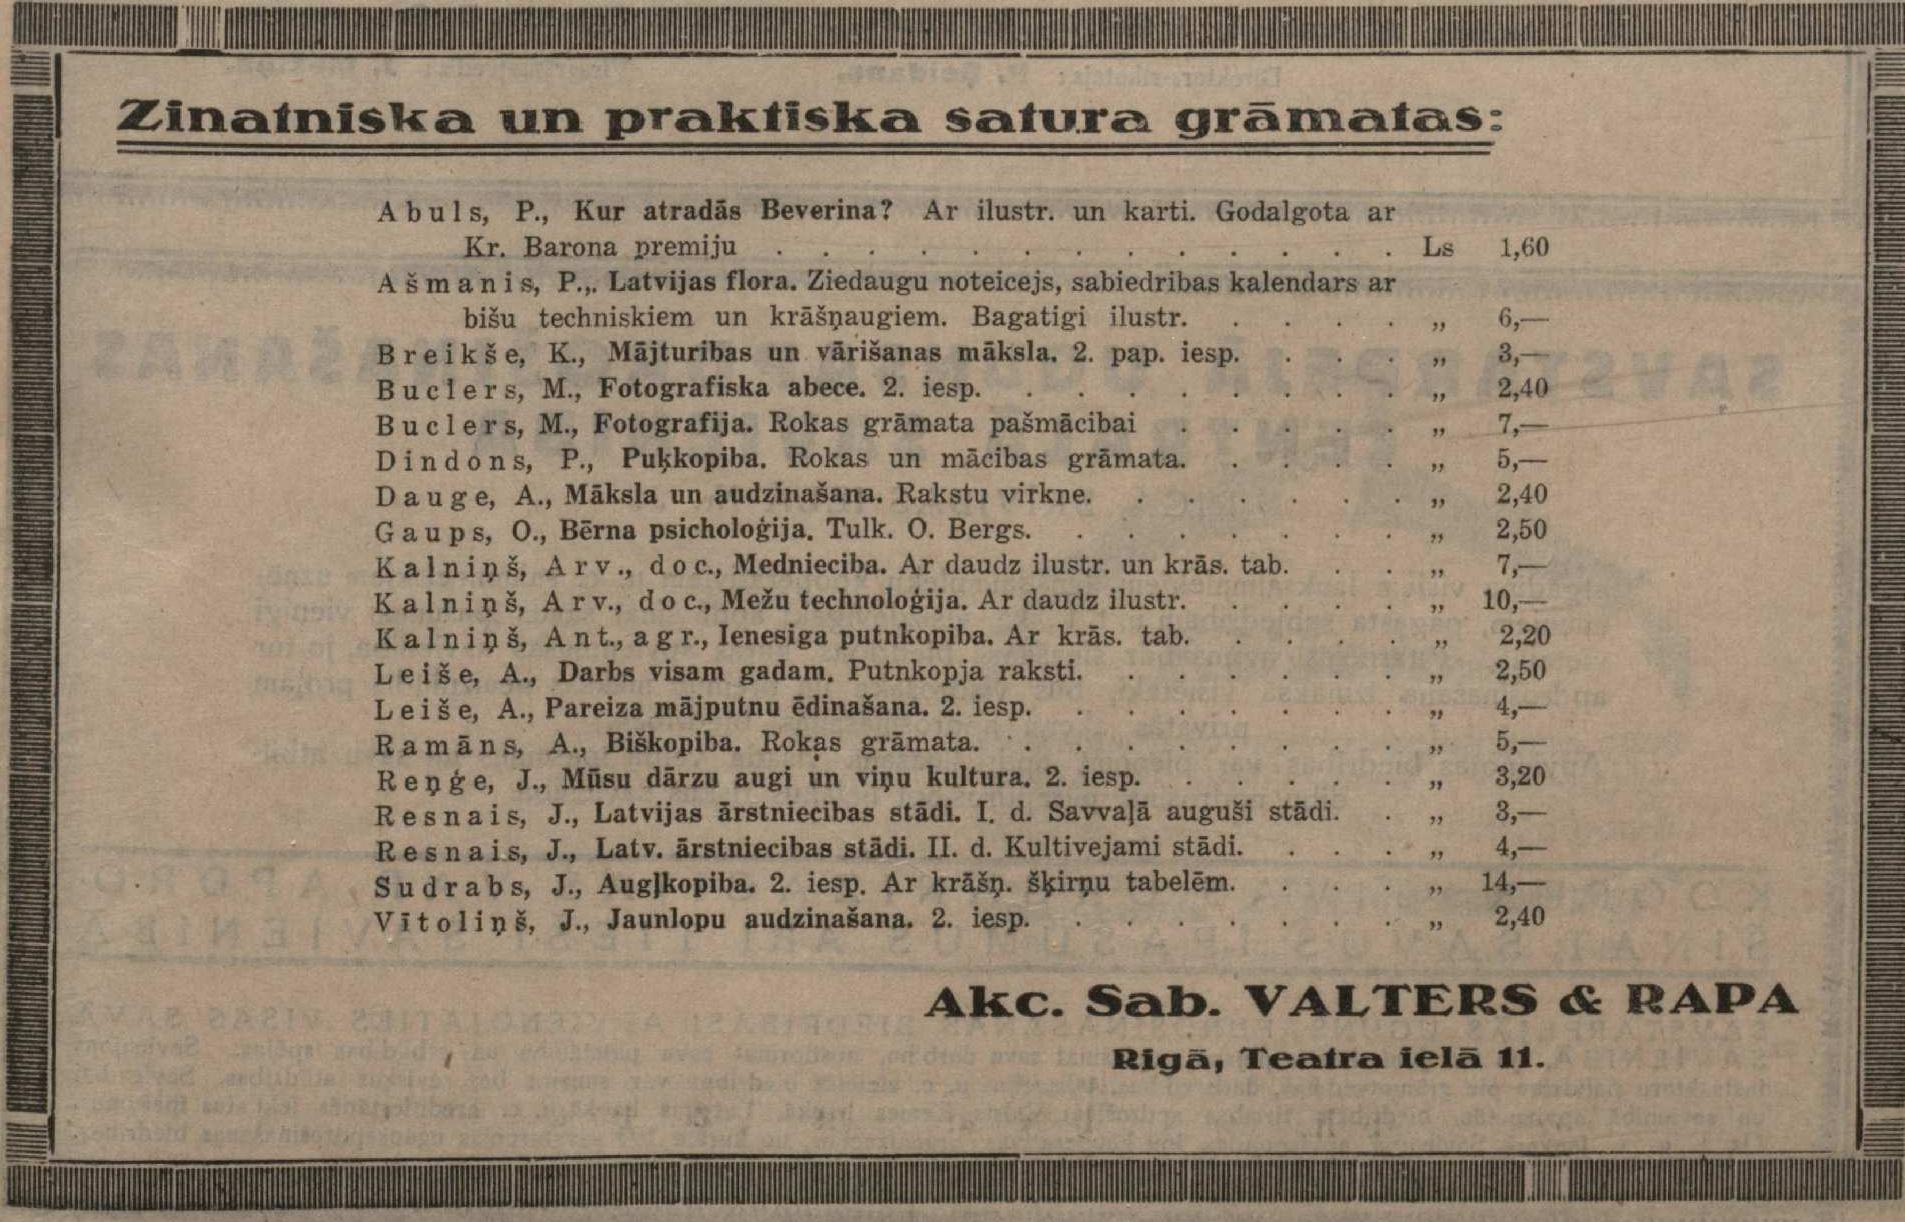 Zinatniska un praktiska satura grāmatas:
Abuls, P., Kur atradās Beverina? Ar ilustr. un karti. Godalgota ar
Kr. Barona premiju . . . . . . . . . . . . . Ls 1,60
Ašmanis, P.,. Latvijas flora. Ziedaugu noteicejs, sabiedribas kalendars ar
bišu techniskiem un krāšņaugiem. Bagatigi ilustr. . . . . „ 6,—
Breikše, K., Mājturibas un vārišanas māksla. 2. pap. iesp. . . . „ 3,—
Buclers, M., Fotografiska abece. 2. iesp. . . . . . . . . „ 2,40
Buclers, M., Fotografija. Rokas grāmata pašmācibai . . . . . „ 7,—
Dindons, P., Puķkopiba. Rokas un mācibas grāmata. . . . . „ 5,—
Dauge, A., Māksla un audzinašana. Rakstu virkne. . . . . . . „ 2,40
Gaups, O., Bērna psicholoģija. Tulk. O. Bergs. . . . . . . . „ 2,50
Kalniņš, Arv., doc., Mednieciba. Ar daudz ilustr. un krās. tab. . . „ 7,—
Kalniņš, Arv., doc., Mežu technoloģija. Ar daudz ilustr. . . . . „ 10,—
Kalniņš, Ant., agr., Ienesiga putnkopiba. Ar krās. tab. . . . . „ 2,20
Leiše, A., Darbs visam gadam. Putnkopja raksti. . . . . . . „ 2,50
Leiše, A., Pareiza mājputnu ēdinašana. 2. iesp. . . . . . . . „ 4,—
Ramāns, A., Biškopiba. Rokas grāmata. . . . . . . . . „ 5,—
Reņģe, J., Mūsu dārzu augi un viņu kultura. 2. iesp. . . . . . „ 3,20
Resnais, J., Latvijas ārstniecibas stādi. I. d. Savvaļā auguši stādi. . „ 3,—
Resnais, J., Latv. ārstniecibas stādi. II. d. Kultivejami stādi. . . . „ 4,—
Sudrabs, J., Augļkopiba. 2. iesp. Ar krāšņ. šķirņu tabelēm. . . . „ 14,—
Vītoliņš, J., Jaunlopu audzinašana. 2. iesp. . . . . . . . „ 2,40
Akc. Sab. VALTERS & RAPA
Rigā, Teatra ielā 11.